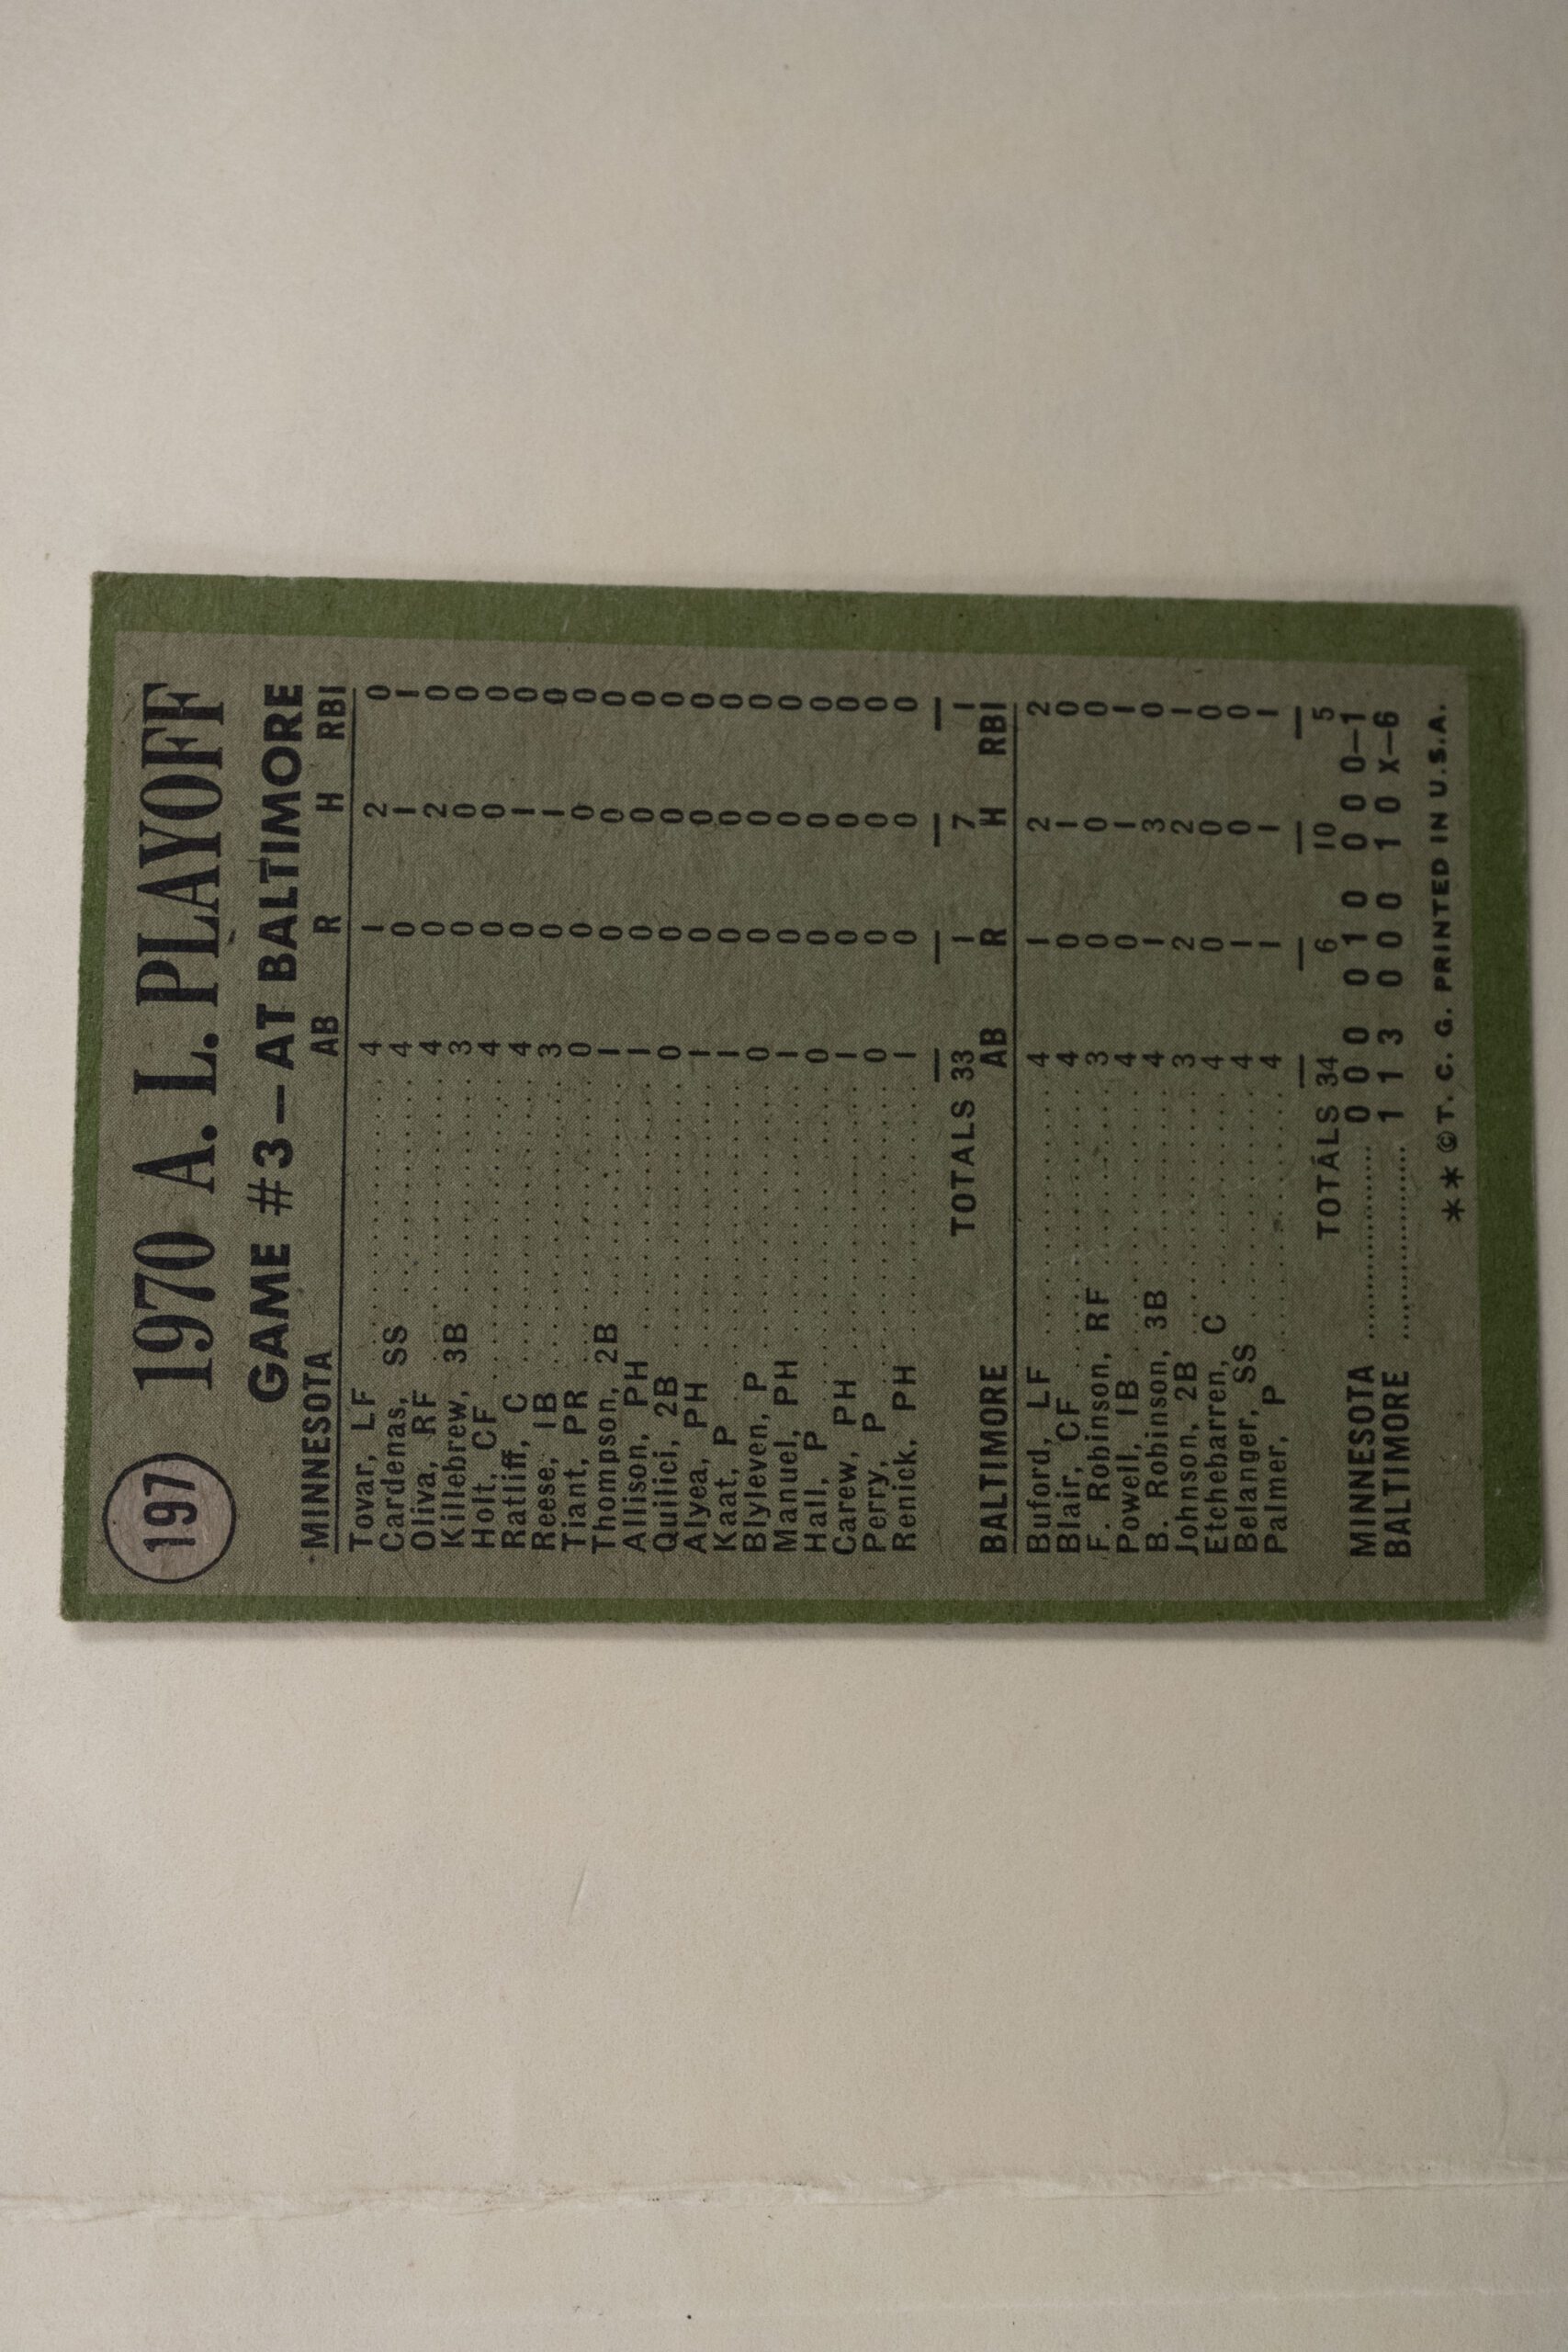 197 1970 A. L. PLAYOFF
GAME #3—AT BALTIMORE
MINNESOTA AB R H RBI
Tovar, LF 4 1 2 0
Cardenas, SS 4 0 1 1
Oliva, RF 4 0 2 0
Killebrew, 3B 3 0 0 0
Holt, CF 4 0 0 0
Ratliff, C 4 0 1 0
Reese, 1B 3 0 1 0
Tiant, PR 0 0 0 0
Thompson, 2B 1 0 0 0
Allison, PH 1 0 0 0
Quilici, 2B 0 0 0 0
Alyea, PH 1 0 0 0
Kaat, P 1 0 0 0
Blyleven, P 0 0 0 0
Manuel, PH 1 0 0 0
Hall, P 0 0 0 0
Carew, PH 1 0 0 0
Perry, P 0 0 0 0
Renick, PH 1 0 0 0
TOTALS 33 1 7 1
BALTIMORE AB R H RBI
Buford, LF 4 1 2 2
Blair, CF 4 0 1 0
F. Robinson, RF 3 0 0 0
Powell, 1B 4 0 1 1
B. Robinson, 3B 4 1 3 0
Johnson, 2B 3 2 2 1
Etchebarren, C 4 0 0 0
Belanger, SS 4 1 0 0
Palmer, P 4 1 1 1
TOTALS 34 6 10 5
MINNESOTA 0 0 0 0 1 0 0 0 0—1
BALTIMORE 1 1 3 0 0 0 1 0 X—6
**©T. C. G. PRINTED IN U.S.A.